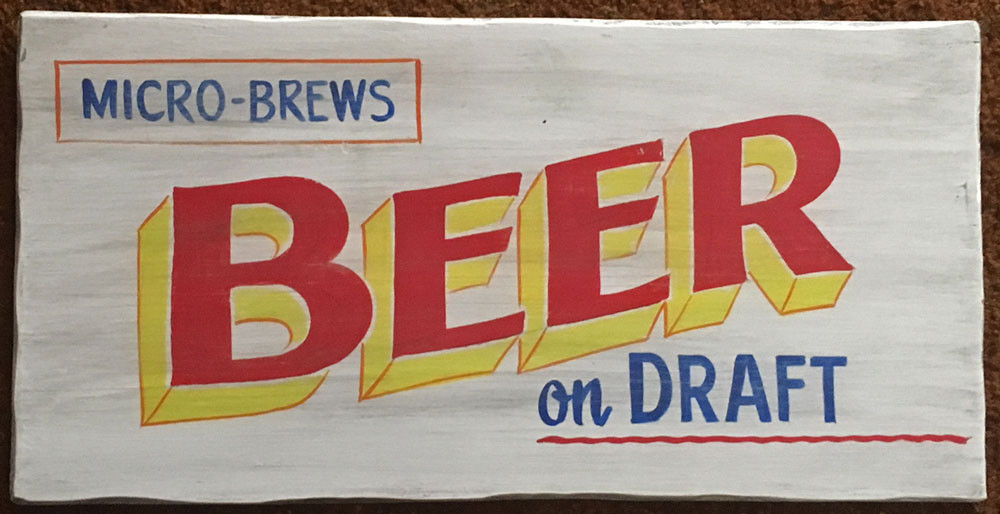 MICRO-BREWS
BEER
on DRAFT